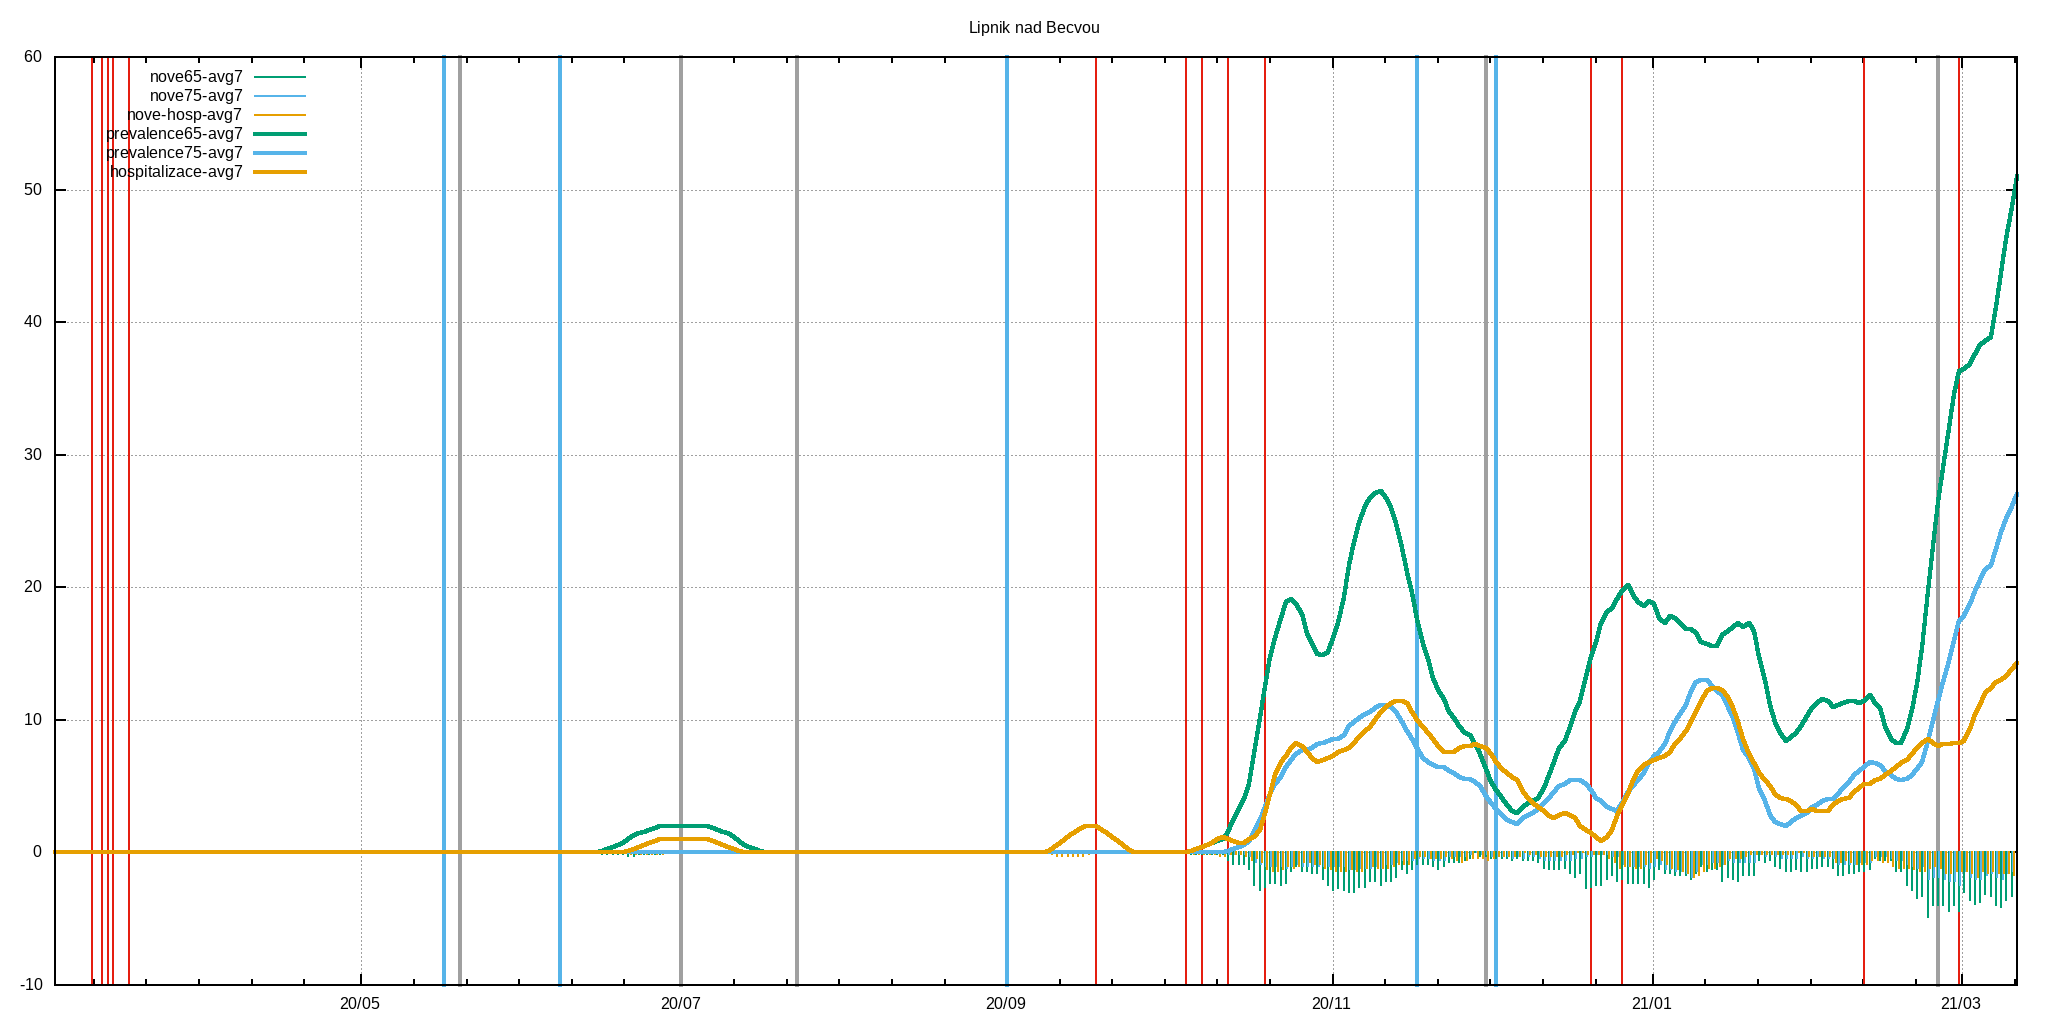 Lipnik nad Becvou
60
nove65-avg7
nove75-avg7
nove-hosp-avg7
prevalence65-avg7
prevalence75-avg7
hospitalizace-avg7
50
40
30
20
10
0
-10
20/05 20/07 20/09 20/11 21/01 21/03